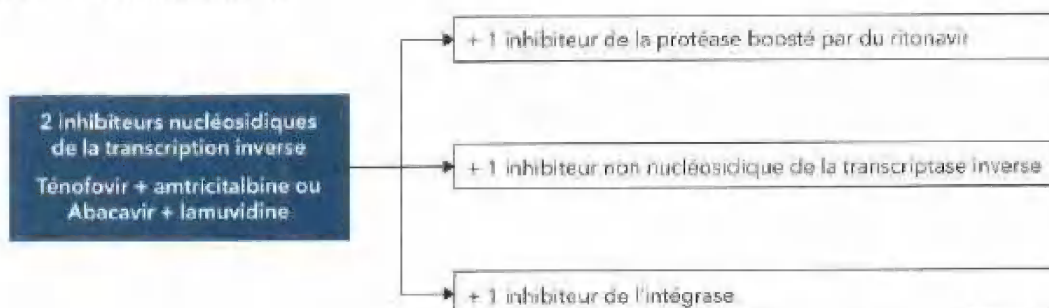 2 inhibiteurs nucléosidiques
de la transcription inverse
Ténofovir + amtricitalbine ou
Abacavir + lamuvidine
+ 1 inhibiteur de la protéase boosté par du ritonavir
+ 1 inhibiteur non nucléosidique de la transcriptase inverse
+ 1 inhibiteur de l'intégrase